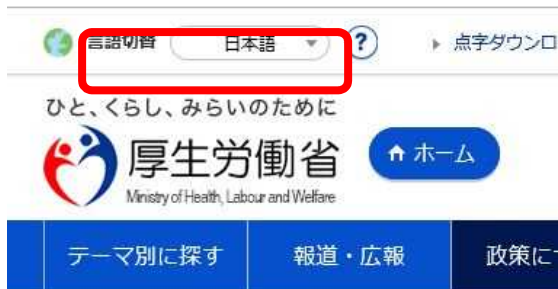 言語切替 日本語 ? 点字ダウンロ
ひと、くらし、みらいのために
厚生労働省
Ministry of Health, Labour and Welfare
ホーム
テーマ別に探す 報道・広報 政策に